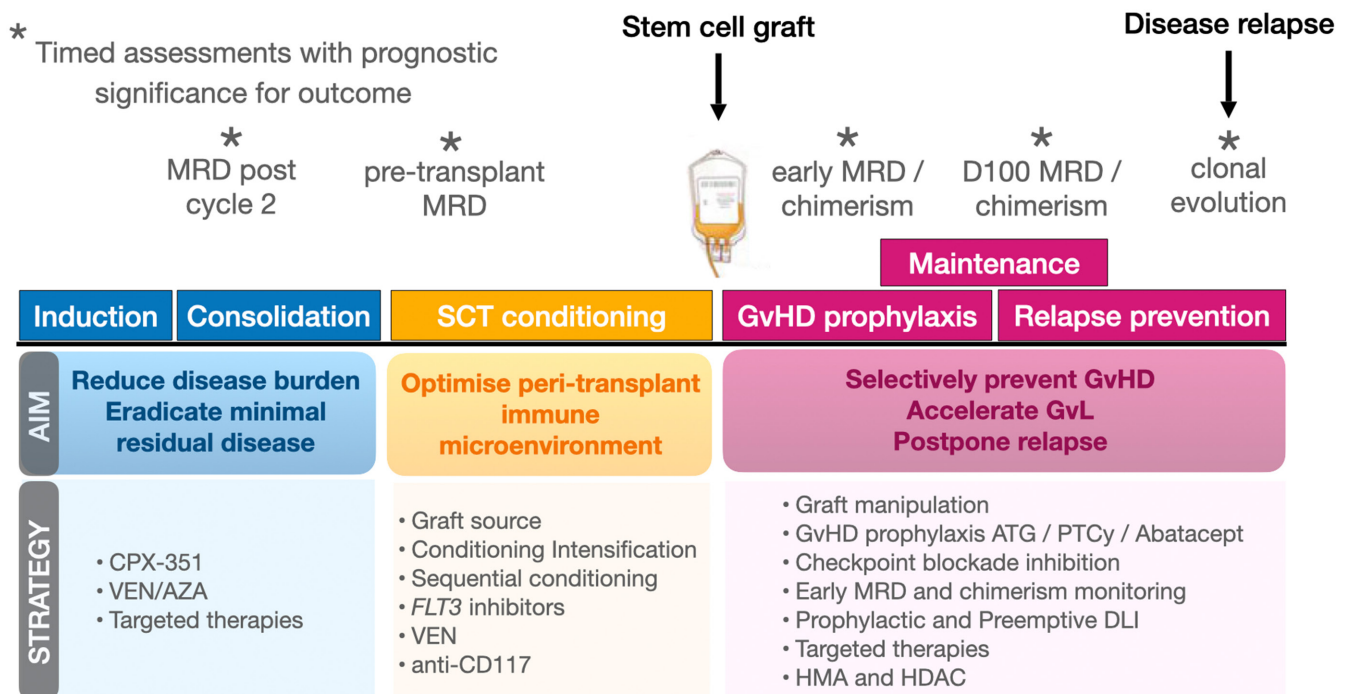 * Timed assessments with prognostic
significance for outcome
Stem cell graft
Disease relapse
*
MRD post
cycle 2
*
pre-transplant
MRD
*
early MRD /
chimerism
*
D100 MRD /
chimerism
*
clonal
evolution
Maintenance
Induction
Consolidation
SCT conditioning
GvHD prophylaxis
Relapse prevention
AIM
Reduce disease burden
Eradicate minimal
residual disease
Optimise peri-transplant
immune
microenvironment
Selectively prevent GvHD
Accelerate GvL
Postpone relapse
STRATEGY
• CPX-351
• VEN/AZA
• Targeted therapies
• Graft source
• Conditioning Intensification
• Sequential conditioning
• FLT3 inhibitors
• VEN
• anti-CD117
• Graft manipulation
• GvHD prophylaxis ATG / PTCy / Abatacept
• Checkpoint blockade inhibition
• Early MRD and chimerism monitoring
• Prophylactic and Preemptive DLI
• Targeted therapies
• HMA and HDAC